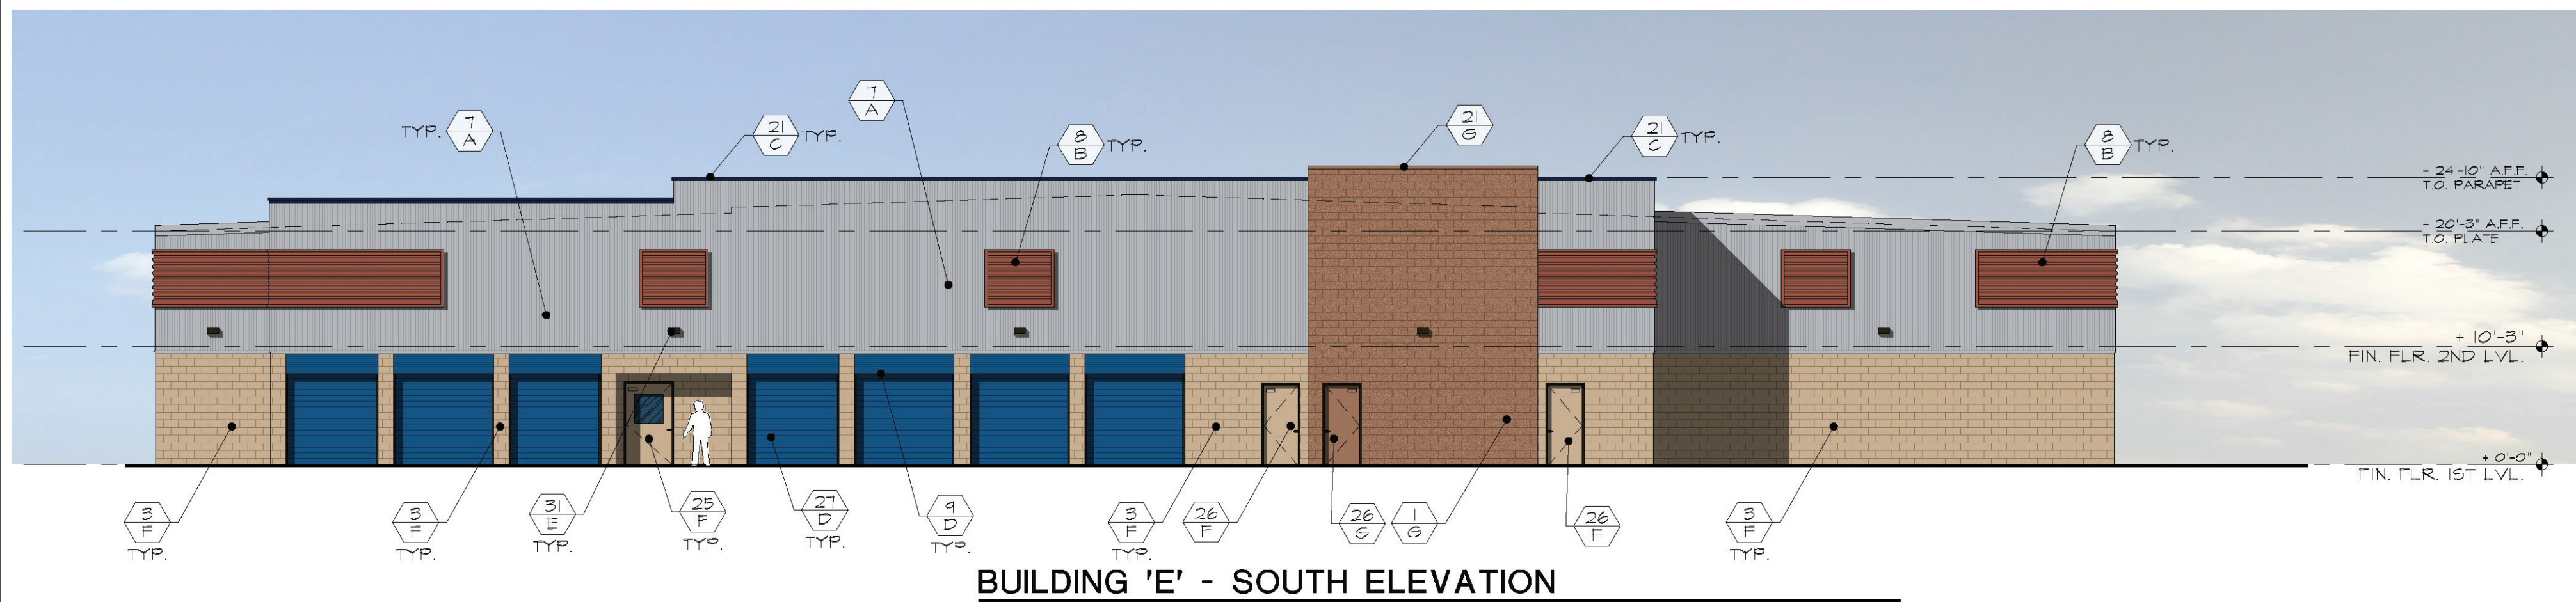 7
A
TYP. 7
A
21
C TYP.
8
B TYP.
21
G
21
C TYP.
8
B TYP.
+ 24'-10" A.F.F.
T.O. PARAPET
+ 20'-3" A.F.F.
T.O. PLATE
+ 10'-3"
FIN. FLR. 2ND LVL.
+ 0'-0"
FIN. FLR. 1ST LVL.
3
F
TYP.
3
F
TYP.
31
E
TYP.
25
F
TYP.
27
D
TYP.
9
D
TYP.
3
F
TYP.
26
F
26
G
1
G
26
F
3
F
TYP.
BUILDING 'E' - SOUTH ELEVATION